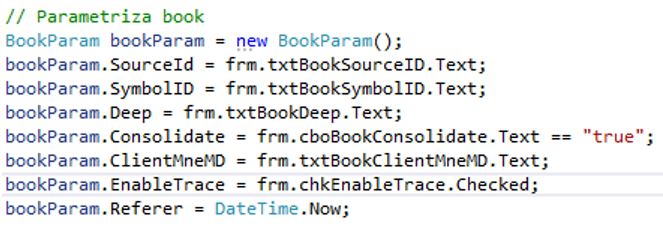 // Parametriza book
BookParam bookParam = new BookParam();
bookParam.SourceId = frm.txtBookSourceID.Text;
bookParam.SymbolID = frm.txtBookSymbolID.Text;
bookParam.Deep = frm.txtBookDeep.Text;
bookParam.Consolidate = frm.cboBookConsolidate.Text == "true";
bookParam.ClientMneMD = frm.txtBookClientMneMD.Text;
bookParam.EnableTrace = frm.chkEnableTrace.Checked;
bookParam.Referer = DateTime.Now;